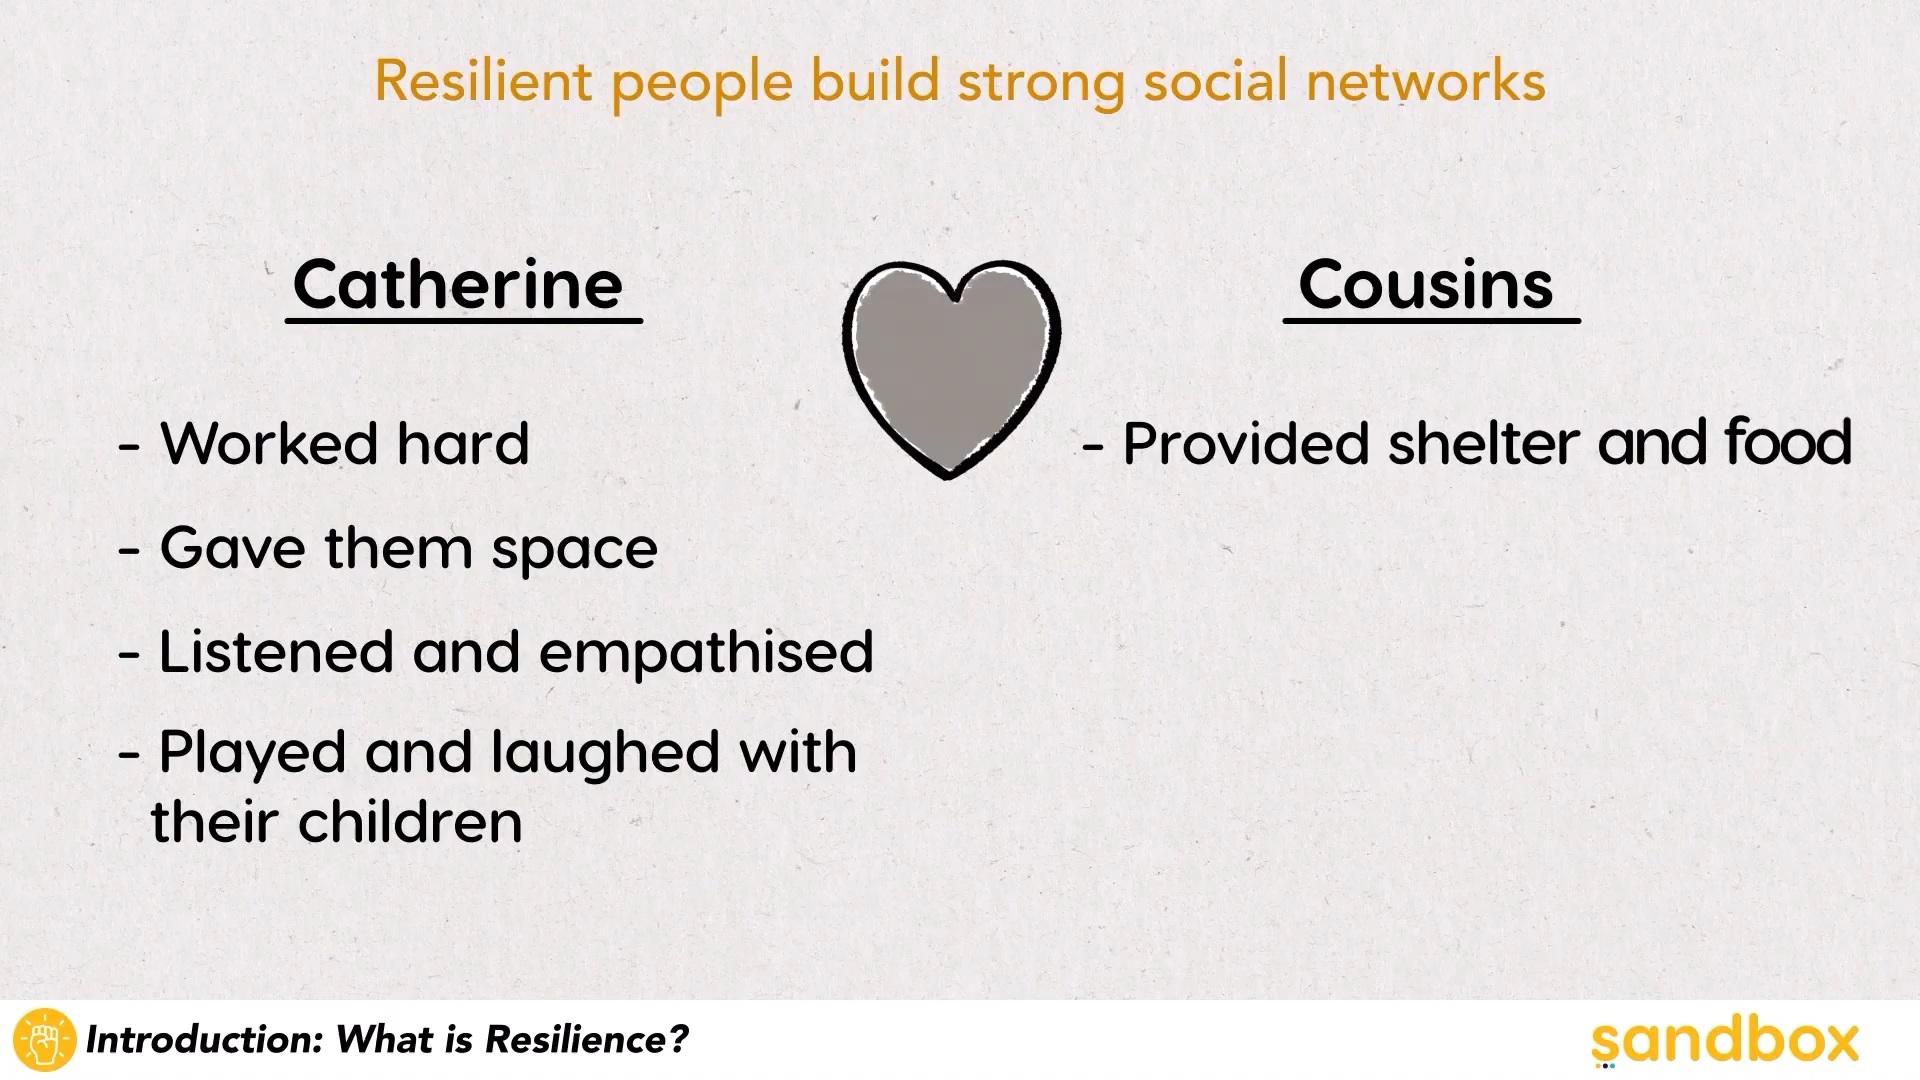 Resilient people build strong social networks
Catherine
- Worked hard
- Gave them space
- Listened and empathised
- Played and laughed with
their children
Cousins
- Provided shelter and food
Introduction: What is Resilience?
sandbox